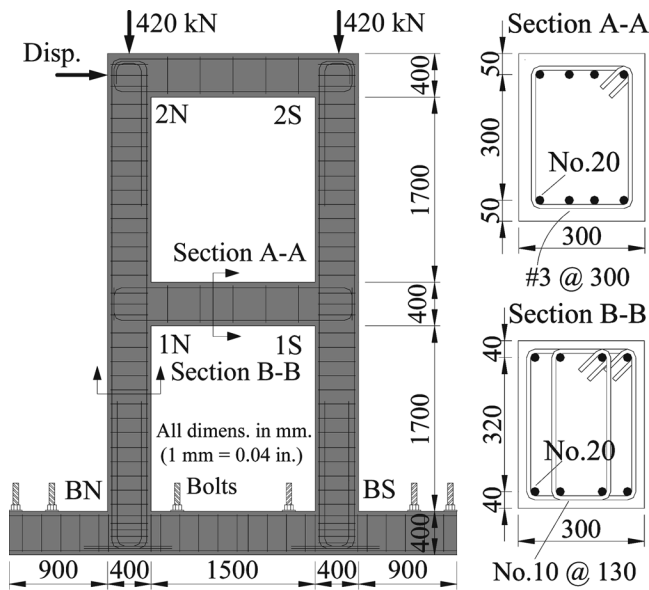 420 kN
420 kN
Disp.
400
2N
2S
1700
Section A-A
400
1N
1S
Section B-B
All dimens. in mm.
(1 mm = 0.04 in.)
1700
BN
Bolts
BS
400
900
400
1500
400
900
Section A-A
50
300
50
No.20
300
#3 @ 300
Section B-B
40
320
40
No.20
300
No.10 @ 130